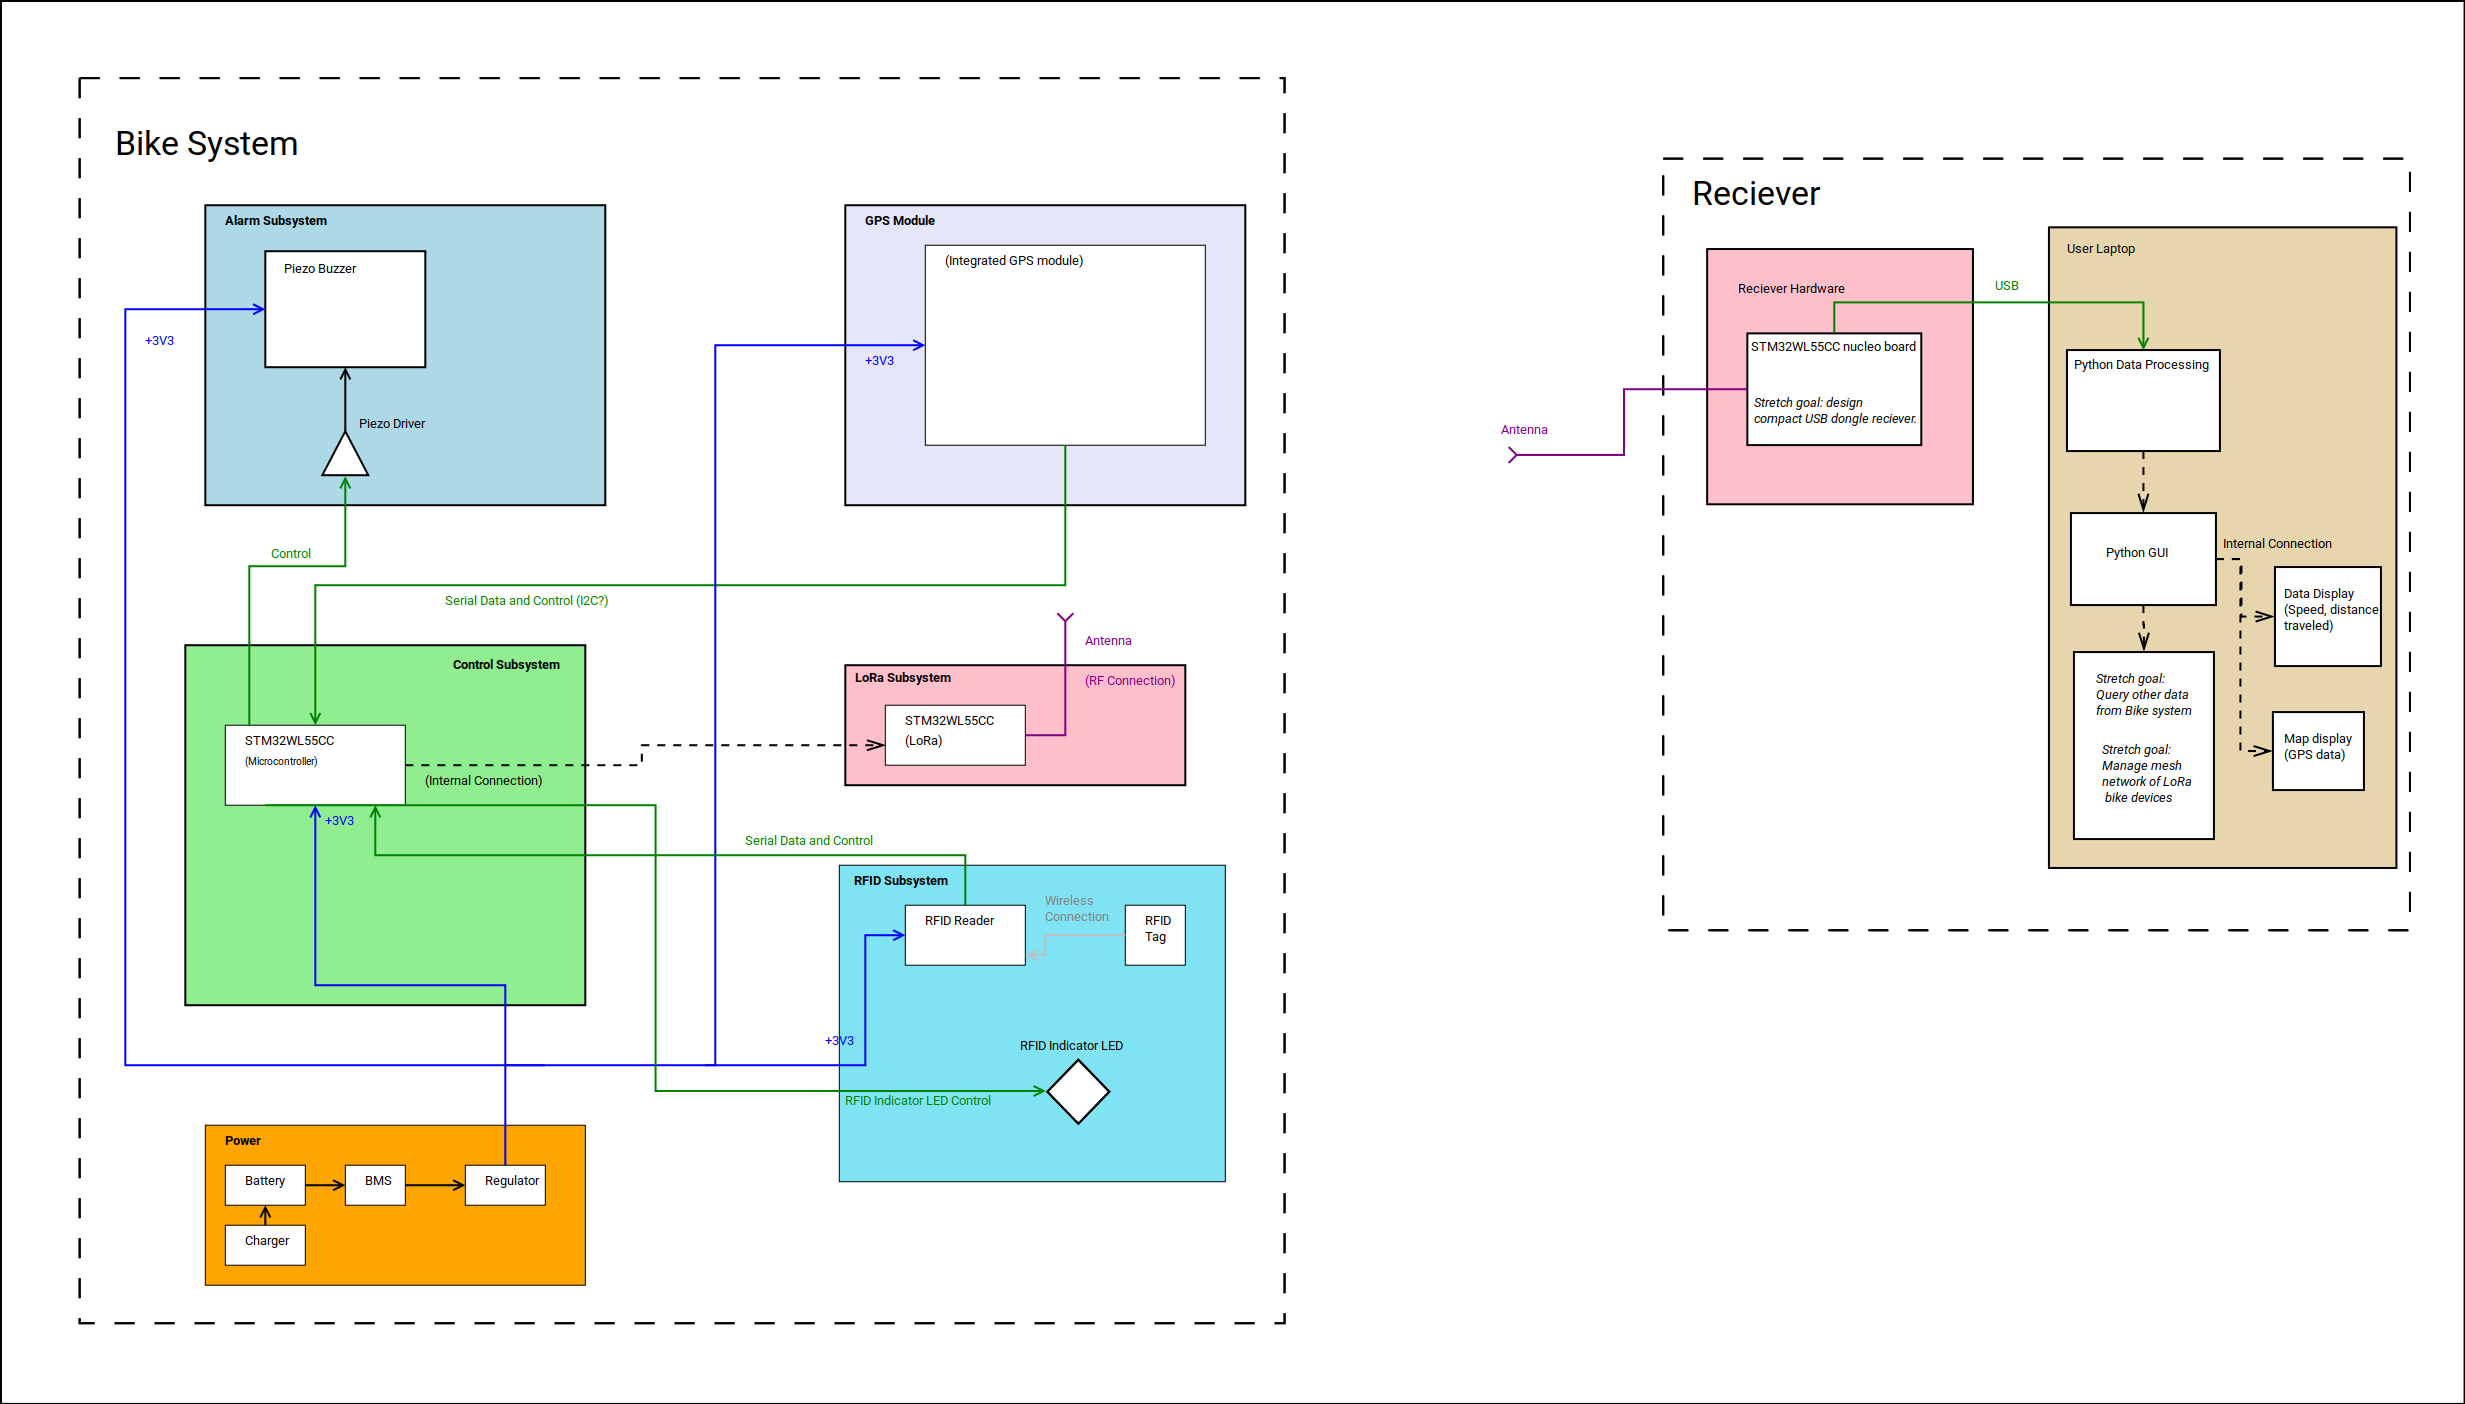 Bike System
Alarm Subsystem
Piezo Buzzer
+3V3
Piezo Driver
Control
GPS Module
(Integrated GPS module)
+3V3
Serial Data and Control (I2C?)
Control Subsystem
STM32WL55CC
(Microcontroller)
(Internal Connection)
+3V3
Antenna
LoRa Subsystem
(RF Connection)
STM32WL55CC
(LoRa)
Serial Data and Control
RFID Subsystem
RFID Reader
Wireless
Connection
RFID
Tag
+3V3
RFID Indicator LED
RFID Indicator LED Control
Power
Battery
BMS
Regulator
Charger
Reciever
Reciever Hardware
STM32WL55CC nucleo board
Stretch goal: design
compact USB dongle reciever.
Antenna
USB
User Laptop
Python Data Processing
Python GUI
Internal Connection
Data Display
(Speed, distance
traveled)
Stretch goal:
Query other data
from Bike system
Stretch goal:
Manage mesh
network of LoRa
bike devices
Map display
(GPS data)